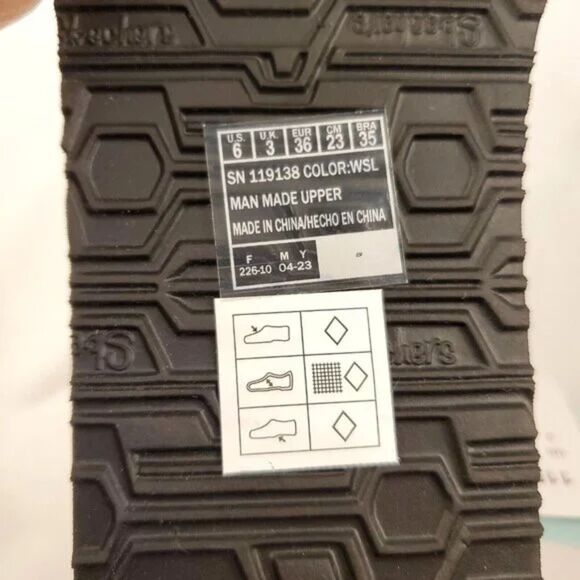 Skechers
Skechers
U.S. U.K. EUR CM BRA
6 3 36 23 35
SN 119138 COLOR:WSL
MAN MADE UPPER
MADE IN CHINA/HECHO EN CHINA
F M Y
226-10 04-23